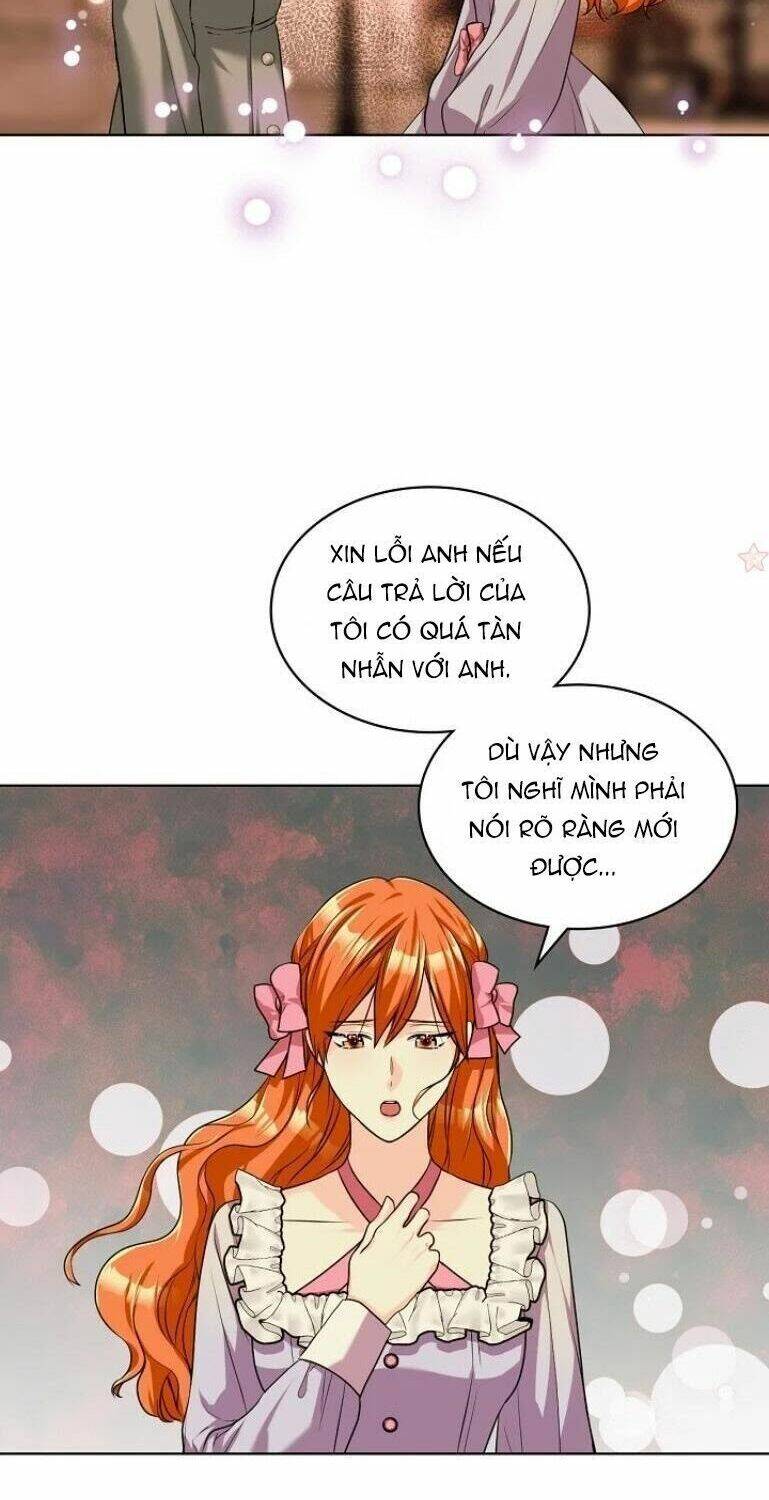 XIN LỖI ANH NẾU
CÂU TRẢ LỜI CỦA
TÔI CÓ QUÁ TÀN
NHẪN VỚI ANH.
DÙ VẬY NHƯNG
TÔI NGHĨ MÌNH PHẢI
NÓI RÕ RÀNG MỚI
ĐƯỢC...